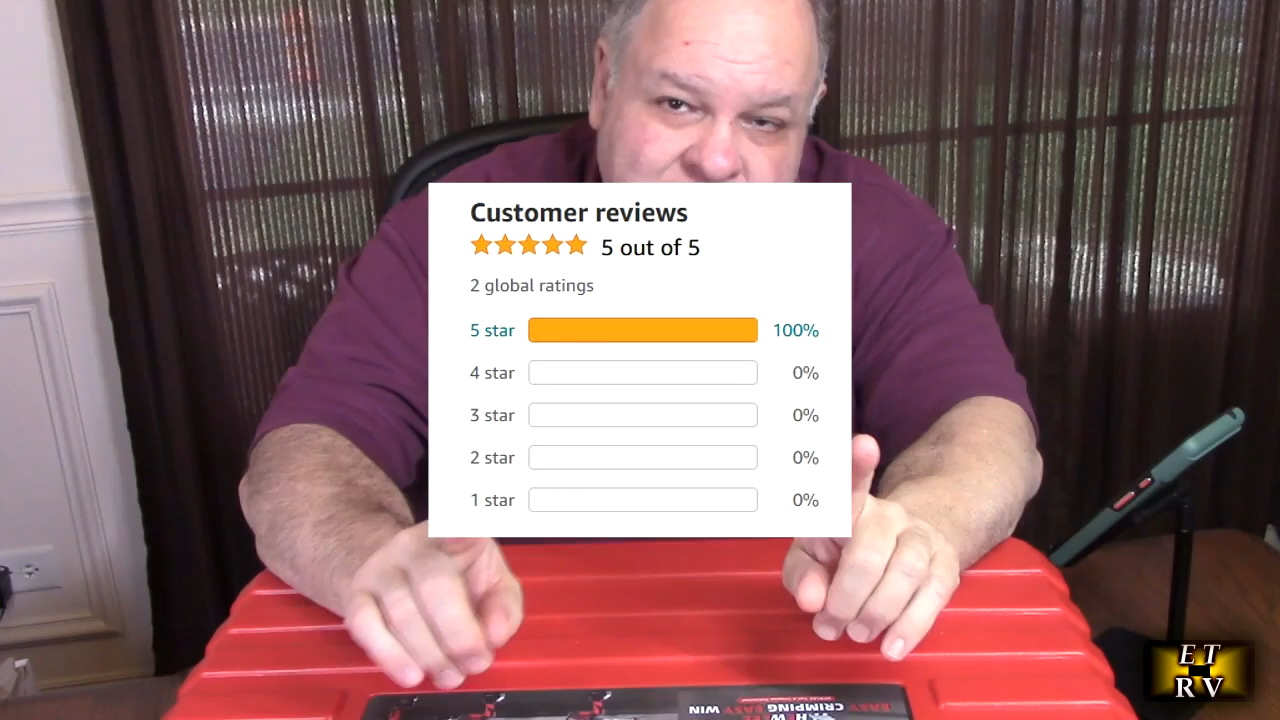 Customer reviews
5 out of 5
2 global ratings
5 star 100%
4 star 0%
3 star 0%
2 star 0%
1 star 0%
EASY CRIMPING EASY WIN
ET
RV